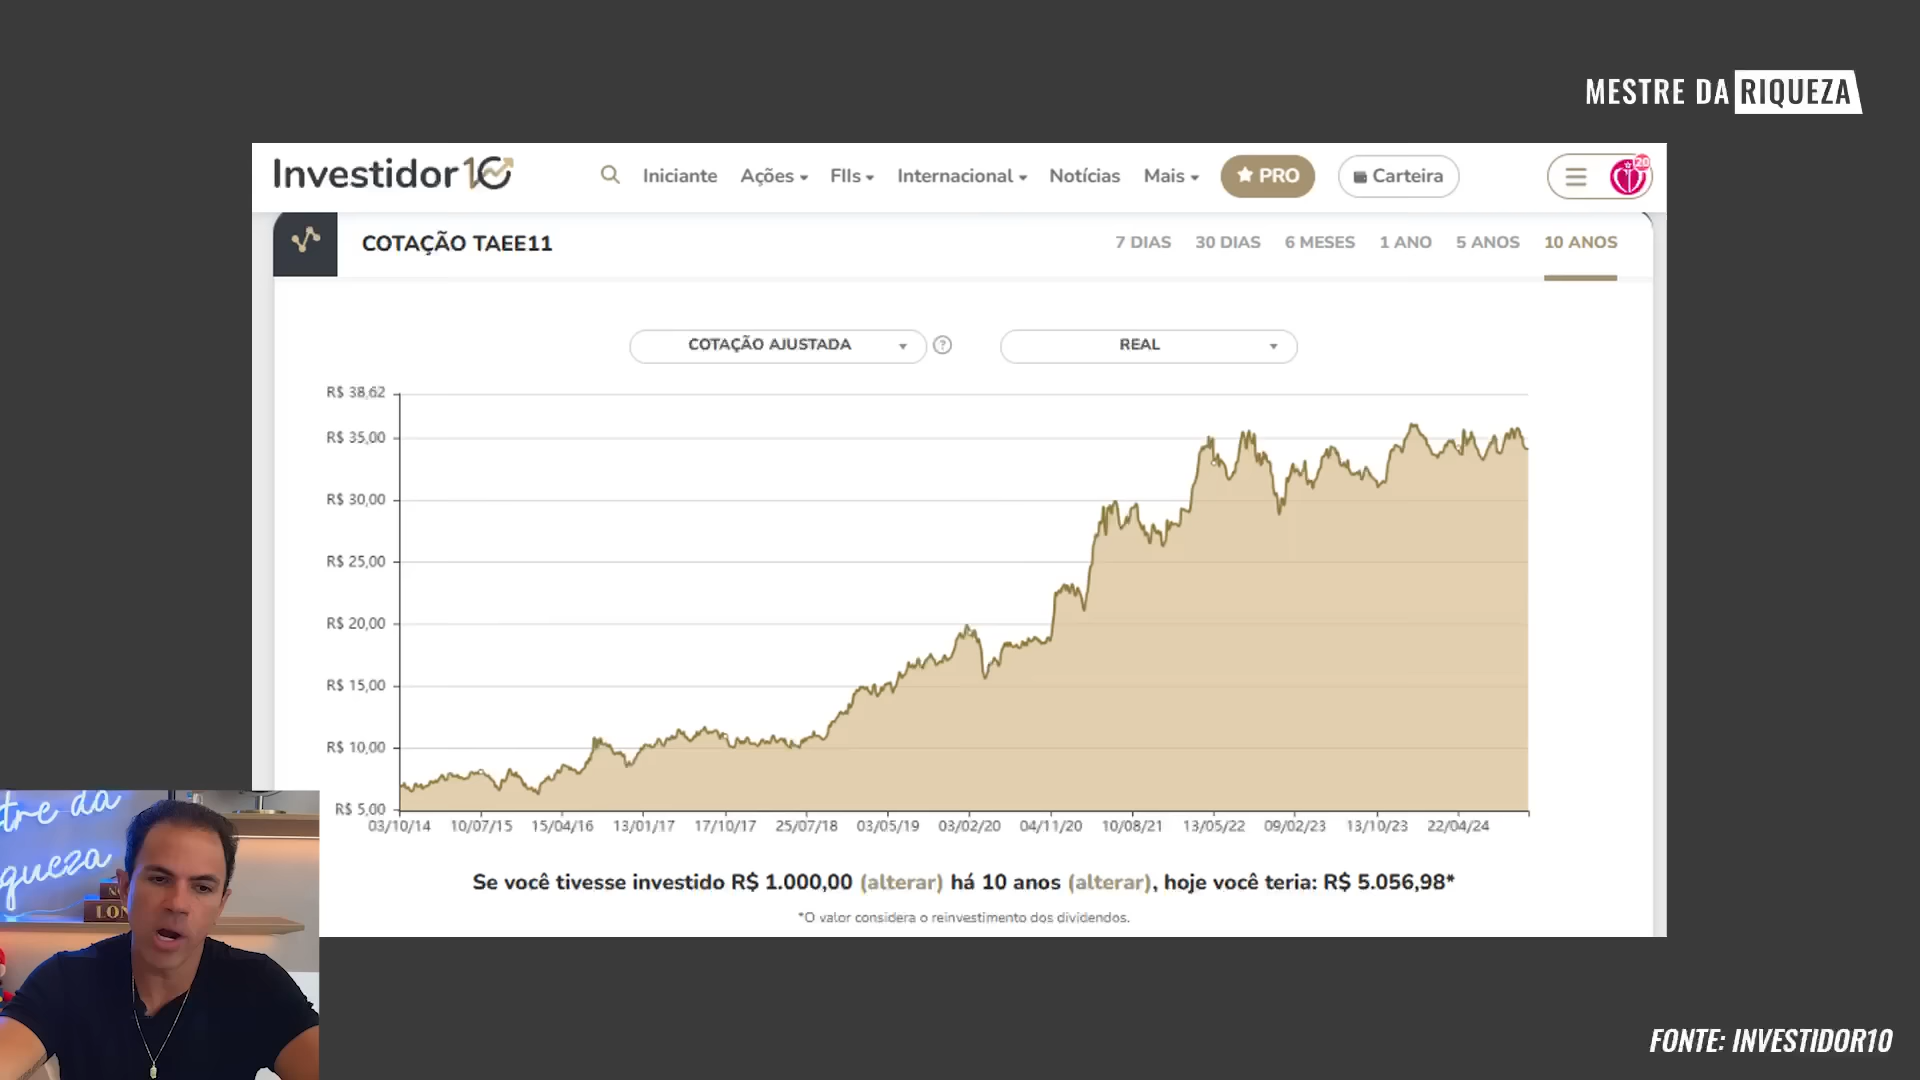 MESTRE DA RIQUEZA
Investidor10
Iniciante Ações FIIs Internacional Notícias Mais PRO Carteira 20
COTAÇÃO TAEE11
7 DIAS 30 DIAS 6 MESES 1 ANO 5 ANOS 10 ANOS
COTAÇÃO AJUSTADA ? REAL
R$ 38,62
R$ 35,00
R$ 30,00
R$ 25,00
R$ 20,00
R$ 15,00
R$ 10,00
R$ 5,00
03/10/14 10/07/15 15/04/16 13/01/17 17/10/17 25/07/18 03/05/19 03/02/20 04/11/20 10/08/21 13/05/22 09/02/23 13/10/23 22/04/24
Se você tivesse investido R$ 1.000,00 (alterar) há 10 anos (alterar), hoje você teria: R$ 5.056,98*
*O valor considera o reinvestimento dos dividendos.
tre da
queza
LON
FONTE: INVESTIDOR10